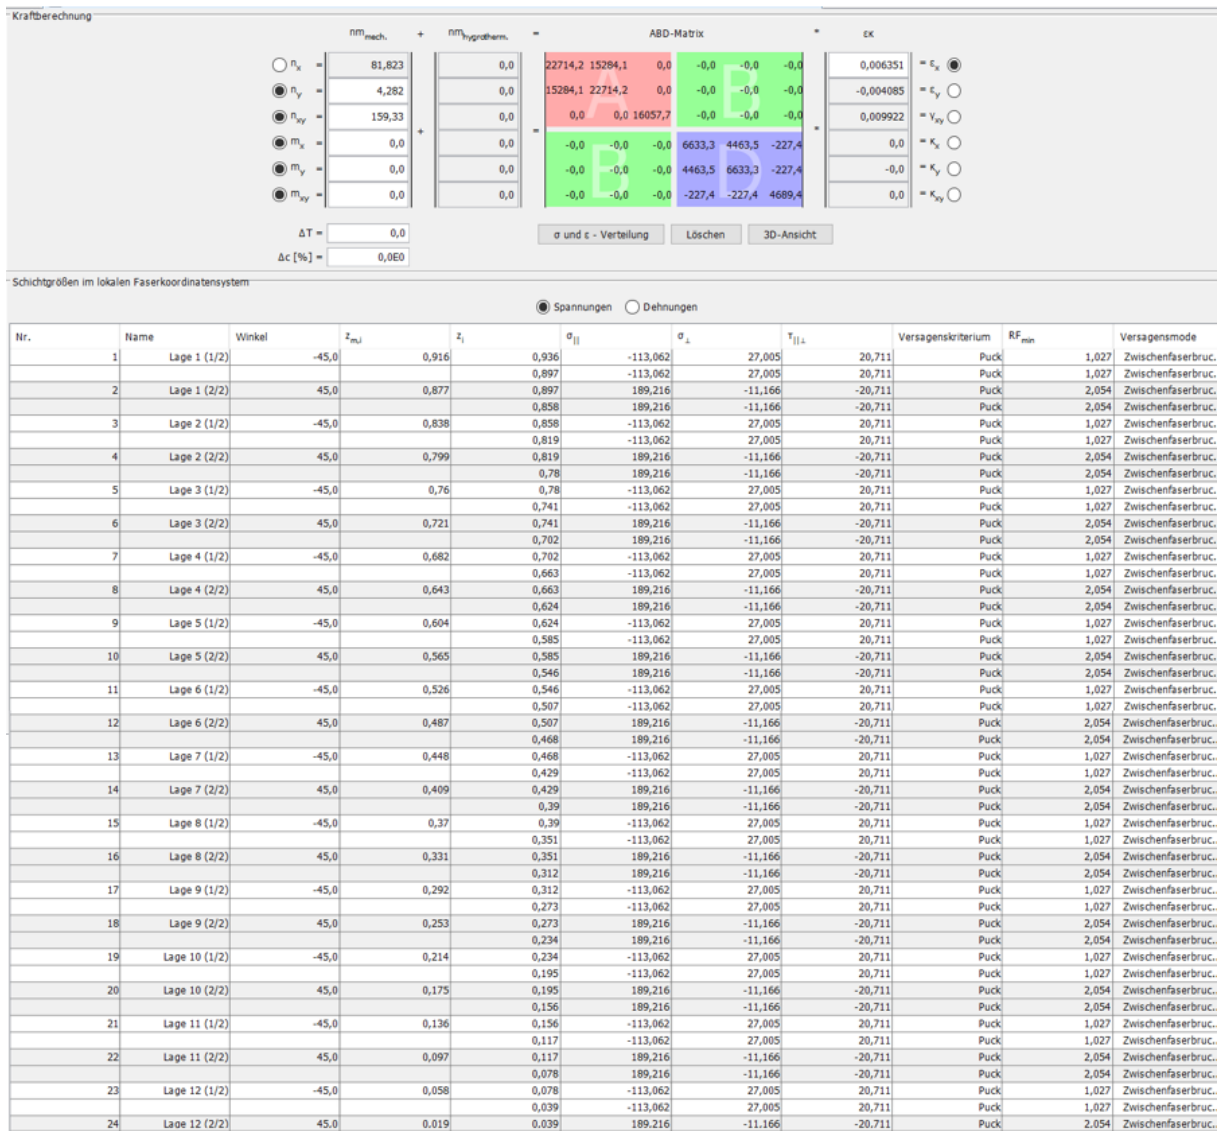 Kraftberechnung
nm mech. + nm hygrotherm. = ABD-Matrix * εκ
n x = 81,823 0,0 22714,2 15284,1 0,0 -0,0 -0,0 -0,0 0,006351 = ε x
n y = 4,282 0,0 15284,1 22714,2 0,0 -0,0 -0,0 -0,0 -0,004085 = ε y
n xy = 159,33 0,0 0,0 0,0 16057,7 -0,0 -0,0 -0,0 0,009922 = γ xy
+ = *
m x = 0,0 0,0 -0,0 -0,0 -0,0 6633,3 4463,5 -227,4 0,0 = κ x
m y = 0,0 0,0 -0,0 -0,0 -0,0 4463,5 6633,3 -227,4 -0,0 = κ y
m xy = 0,0 0,0 -0,0 -0,0 -0,0 -227,4 -227,4 4689,4 0,0 = κ xy
A B
B D
ΔT = 0,0 σ und ε - Verteilung Löschen 3D-Ansicht
Δc [%] = 0,0E0
Schichtgrößen im lokalen Faserkoordinatensystem
Spannungen Dehnungen
Nr. Name Winkel z m,i z i σ || σ ⊥ τ ||⊥ Versagenskriterium RF min Versagensmode
1 Lage 1 (1/2) -45,0 0,916 0,936 -113,062 27,005 20,711 Puck 1,027 Zwischenfaserbruc..
0,897 -113,062 27,005 20,711 Puck 1,027 Zwischenfaserbruc..
2 Lage 1 (2/2) 45,0 0,877 0,897 189,216 -11,166 -20,711 Puck 2,054 Zwischenfaserbruc..
0,858 189,216 -11,166 -20,711 Puck 2,054 Zwischenfaserbruc..
3 Lage 2 (1/2) -45,0 0,838 0,858 -113,062 27,005 20,711 Puck 1,027 Zwischenfaserbruc..
0,819 -113,062 27,005 20,711 Puck 1,027 Zwischenfaserbruc..
4 Lage 2 (2/2) 45,0 0,799 0,819 189,216 -11,166 -20,711 Puck 2,054 Zwischenfaserbruc..
0,78 189,216 -11,166 -20,711 Puck 2,054 Zwischenfaserbruc..
5 Lage 3 (1/2) -45,0 0,76 0,78 -113,062 27,005 20,711 Puck 1,027 Zwischenfaserbruc..
0,741 -113,062 27,005 20,711 Puck 1,027 Zwischenfaserbruc..
6 Lage 3 (2/2) 45,0 0,721 0,741 189,216 -11,166 -20,711 Puck 2,054 Zwischenfaserbruc..
0,702 189,216 -11,166 -20,711 Puck 2,054 Zwischenfaserbruc..
7 Lage 4 (1/2) -45,0 0,682 0,702 -113,062 27,005 20,711 Puck 1,027 Zwischenfaserbruc..
0,663 -113,062 27,005 20,711 Puck 1,027 Zwischenfaserbruc..
8 Lage 4 (2/2) 45,0 0,643 0,663 189,216 -11,166 -20,711 Puck 2,054 Zwischenfaserbruc..
0,624 189,216 -11,166 -20,711 Puck 2,054 Zwischenfaserbruc..
9 Lage 5 (1/2) -45,0 0,604 0,624 -113,062 27,005 20,711 Puck 1,027 Zwischenfaserbruc..
0,585 -113,062 27,005 20,711 Puck 1,027 Zwischenfaserbruc..
10 Lage 5 (2/2) 45,0 0,565 0,585 189,216 -11,166 -20,711 Puck 2,054 Zwischenfaserbruc..
0,546 189,216 -11,166 -20,711 Puck 2,054 Zwischenfaserbruc..
11 Lage 6 (1/2) -45,0 0,526 0,546 -113,062 27,005 20,711 Puck 1,027 Zwischenfaserbruc..
0,507 -113,062 27,005 20,711 Puck 1,027 Zwischenfaserbruc..
12 Lage 6 (2/2) 45,0 0,487 0,507 189,216 -11,166 -20,711 Puck 2,054 Zwischenfaserbruc..
0,468 189,216 -11,166 -20,711 Puck 2,054 Zwischenfaserbruc..
13 Lage 7 (1/2) -45,0 0,448 0,468 -113,062 27,005 20,711 Puck 1,027 Zwischenfaserbruc..
0,429 -113,062 27,005 20,711 Puck 1,027 Zwischenfaserbruc..
14 Lage 7 (2/2) 45,0 0,409 0,429 189,216 -11,166 -20,711 Puck 2,054 Zwischenfaserbruc..
0,39 189,216 -11,166 -20,711 Puck 2,054 Zwischenfaserbruc..
15 Lage 8 (1/2) -45,0 0,37 0,39 -113,062 27,005 20,711 Puck 1,027 Zwischenfaserbruc..
0,351 -113,062 27,005 20,711 Puck 1,027 Zwischenfaserbruc..
16 Lage 8 (2/2) 45,0 0,331 0,351 189,216 -11,166 -20,711 Puck 2,054 Zwischenfaserbruc..
0,312 189,216 -11,166 -20,711 Puck 2,054 Zwischenfaserbruc..
17 Lage 9 (1/2) -45,0 0,292 0,312 -113,062 27,005 20,711 Puck 1,027 Zwischenfaserbruc..
0,273 -113,062 27,005 20,711 Puck 1,027 Zwischenfaserbruc..
18 Lage 9 (2/2) 45,0 0,253 0,273 189,216 -11,166 -20,711 Puck 2,054 Zwischenfaserbruc..
0,234 189,216 -11,166 -20,711 Puck 2,054 Zwischenfaserbruc..
19 Lage 10 (1/2) -45,0 0,214 0,234 -113,062 27,005 20,711 Puck 1,027 Zwischenfaserbruc..
0,195 -113,062 27,005 20,711 Puck 1,027 Zwischenfaserbruc..
20 Lage 10 (2/2) 45,0 0,175 0,195 189,216 -11,166 -20,711 Puck 2,054 Zwischenfaserbruc..
0,156 189,216 -11,166 -20,711 Puck 2,054 Zwischenfaserbruc..
21 Lage 11 (1/2) -45,0 0,136 0,156 -113,062 27,005 20,711 Puck 1,027 Zwischenfaserbruc..
0,117 -113,062 27,005 20,711 Puck 1,027 Zwischenfaserbruc..
22 Lage 11 (2/2) 45,0 0,097 0,117 189,216 -11,166 -20,711 Puck 2,054 Zwischenfaserbruc..
0,078 189,216 -11,166 -20,711 Puck 2,054 Zwischenfaserbruc..
23 Lage 12 (1/2) -45,0 0,058 0,078 -113,062 27,005 20,711 Puck 1,027 Zwischenfaserbruc..
0,039 -113,062 27,005 20,711 Puck 1,027 Zwischenfaserbruc..
24 Lage 12 (2/2) 45,0 0,019 0,039 189,216 -11,166 -20,711 Puck 2,054 Zwischenfaserbruc..